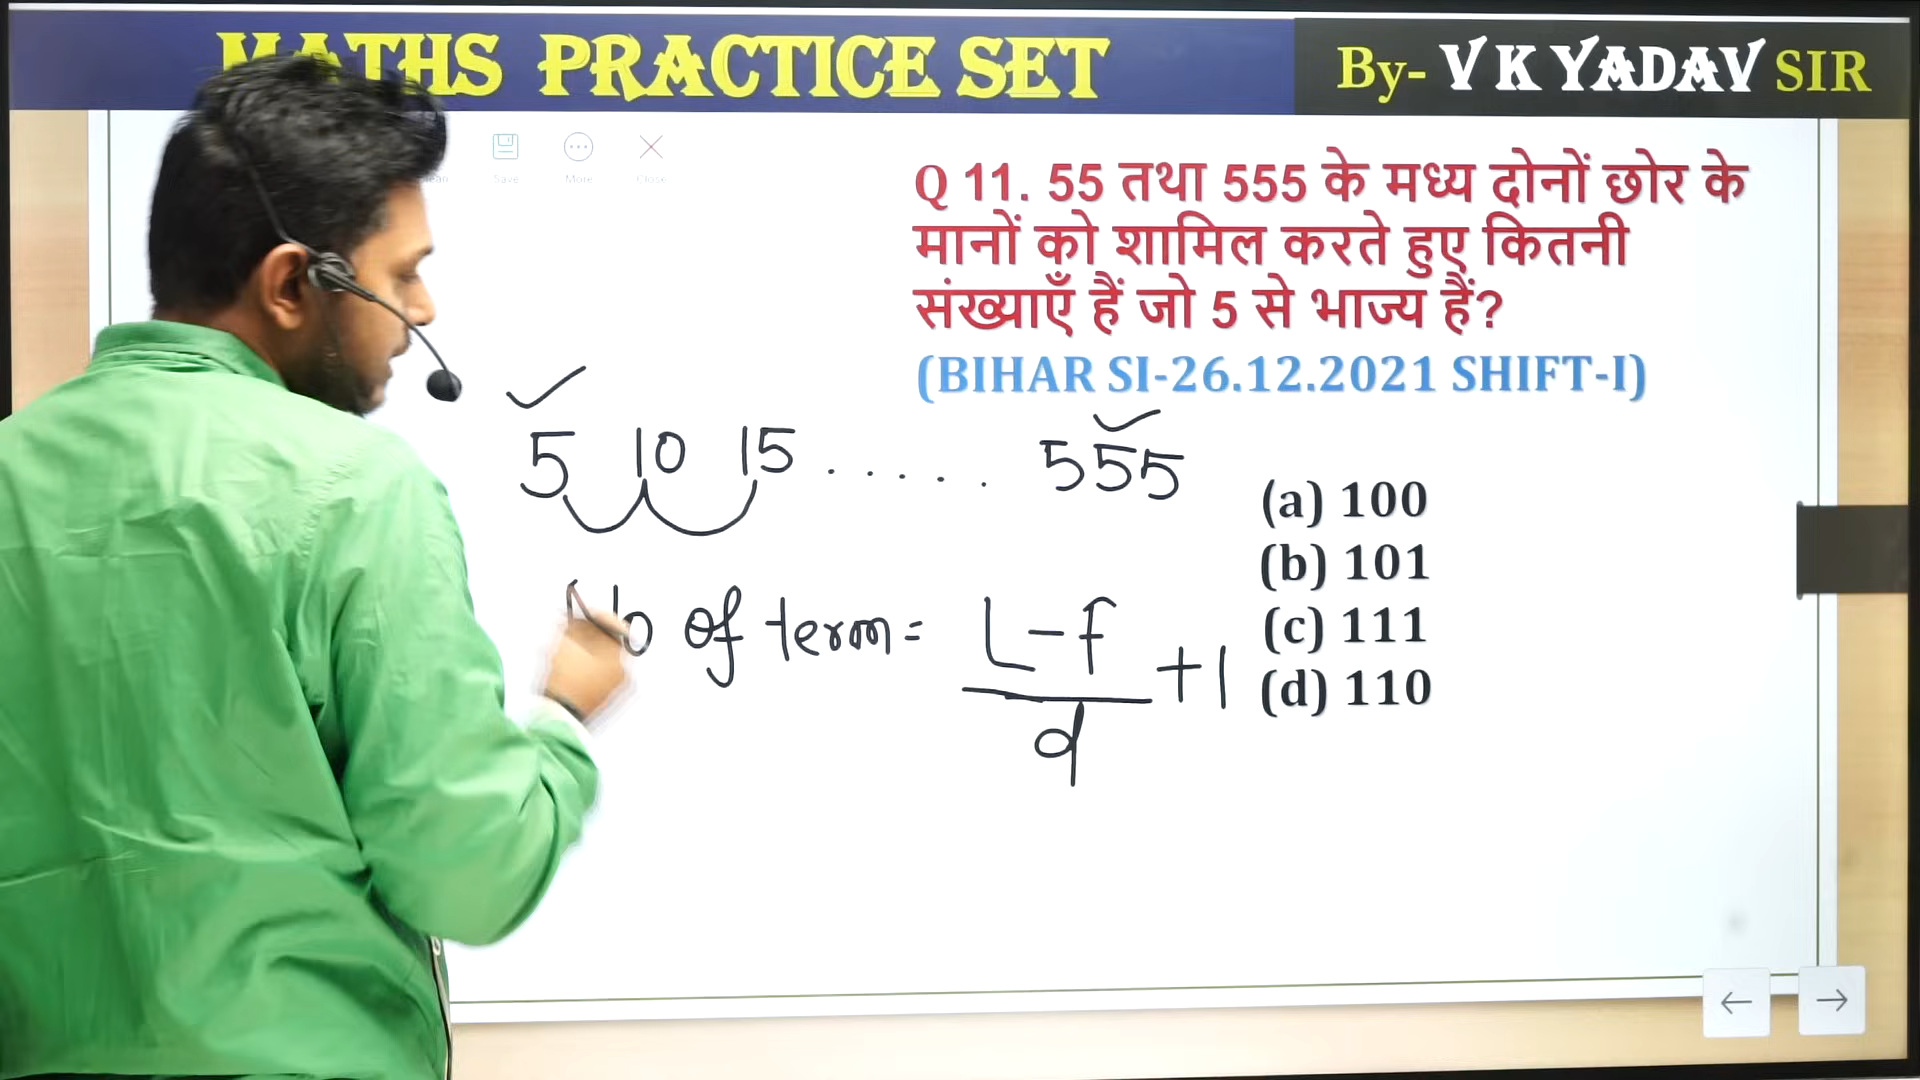 MATHS PRACTICE SET
By- V K YADAV SIR
Save More Close
Q 11. 55 तथा 555 के मध्य दोनों छोर के
मानों को शामिल करते हुए कितनी
संख्याएँ हैं जो 5 से भाज्य हैं?
(BIHAR SI-26.12.2021 SHIFT-I)
5 10 15 ..... 555
(a) 100
(b) 101
(c) 111
(d) 110
No of term = L-f
d
+1